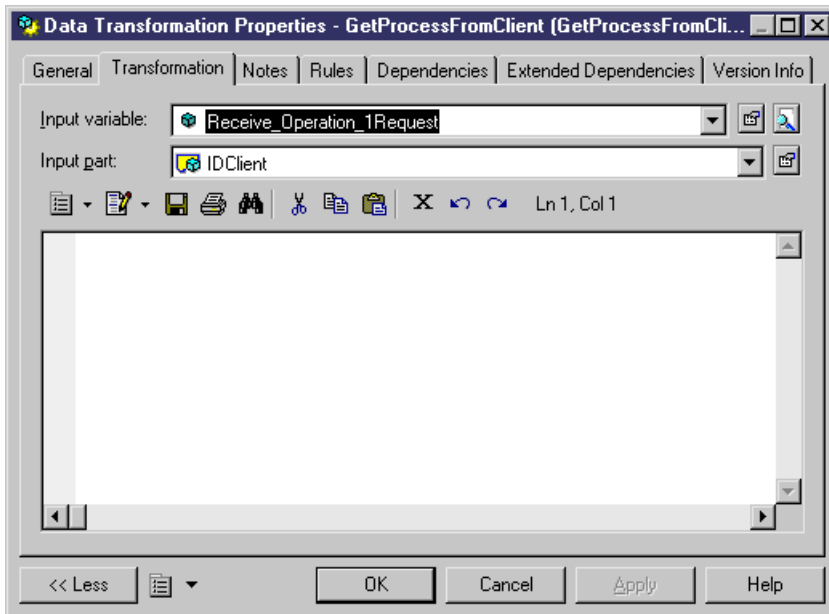 Data Transformation Properties - GetProcessFromClient (GetProcessFromCli...
General Transformation Notes Rules Dependencies Extended Dependencies Version Info
Input variable: Receive_Operation_1Request
Input part: IDClient
X Ln 1, Col 1
<< Less OK Cancel Apply Help